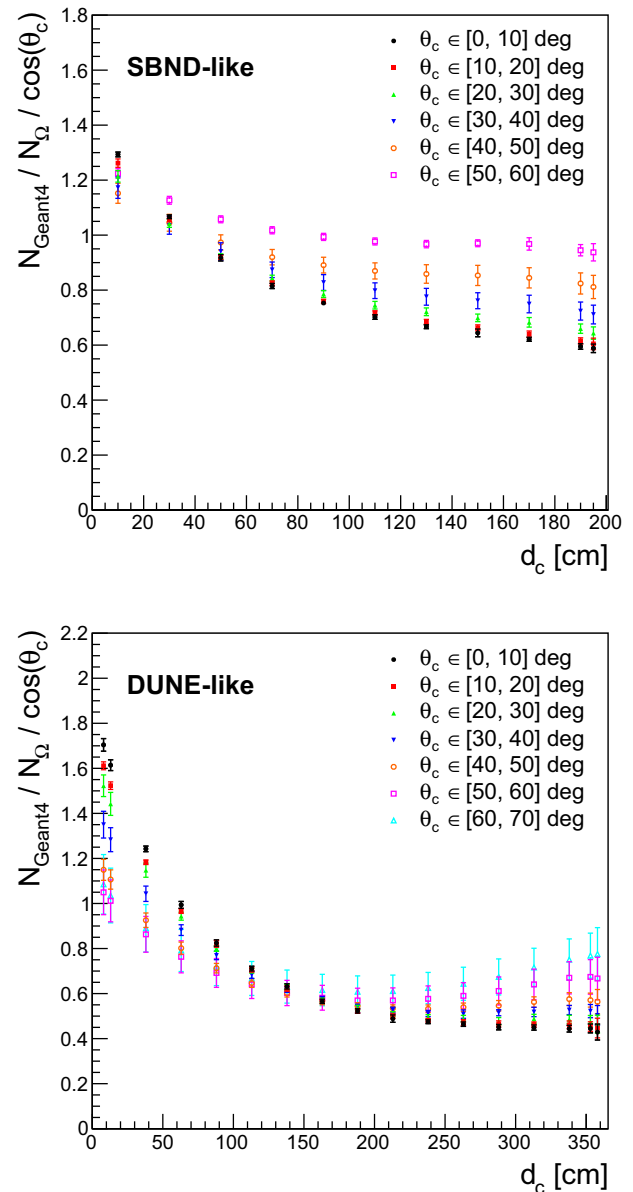 1.8
1.6
1.4
1.2
1
0.8
0.6
0.4
0.2
0
N_Geant4 / N_Ω / cos(θ_c)
SBND-like
θ_c ∈ [0, 10] deg
θ_c ∈ [10, 20] deg
θ_c ∈ [20, 30] deg
θ_c ∈ [30, 40] deg
θ_c ∈ [40, 50] deg
θ_c ∈ [50, 60] deg
0 20 40 60 80 100 120 140 160 180 200
d_c [cm]
2.2
2
1.8
1.6
1.4
1.2
1
0.8
0.6
0.4
0.2
0
N_Geant4 / N_Ω / cos(θ_c)
DUNE-like
θ_c ∈ [0, 10] deg
θ_c ∈ [10, 20] deg
θ_c ∈ [20, 30] deg
θ_c ∈ [30, 40] deg
θ_c ∈ [40, 50] deg
θ_c ∈ [50, 60] deg
θ_c ∈ [60, 70] deg
0 50 100 150 200 250 300 350
d_c [cm]